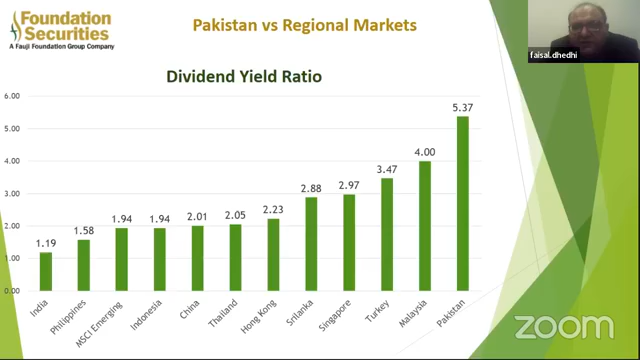 Foundation
Securities
A Fauji Foundation Group Company
Pakistan vs Regional Markets
faisal.dhedhi
Dividend Yield Ratio
6.00
5.00
4.00
3.00
2.00
1.00
0.00
1.19
1.58
1.94
1.94
2.01
2.05
2.23
2.88
2.97
3.47
4.00
5.37
India
Philippines
MSCI Emerging
Indonesia
China
Thailand
Hong Kong
Srilanka
Singapore
Turkey
Malaysia
Pakistan
zoom